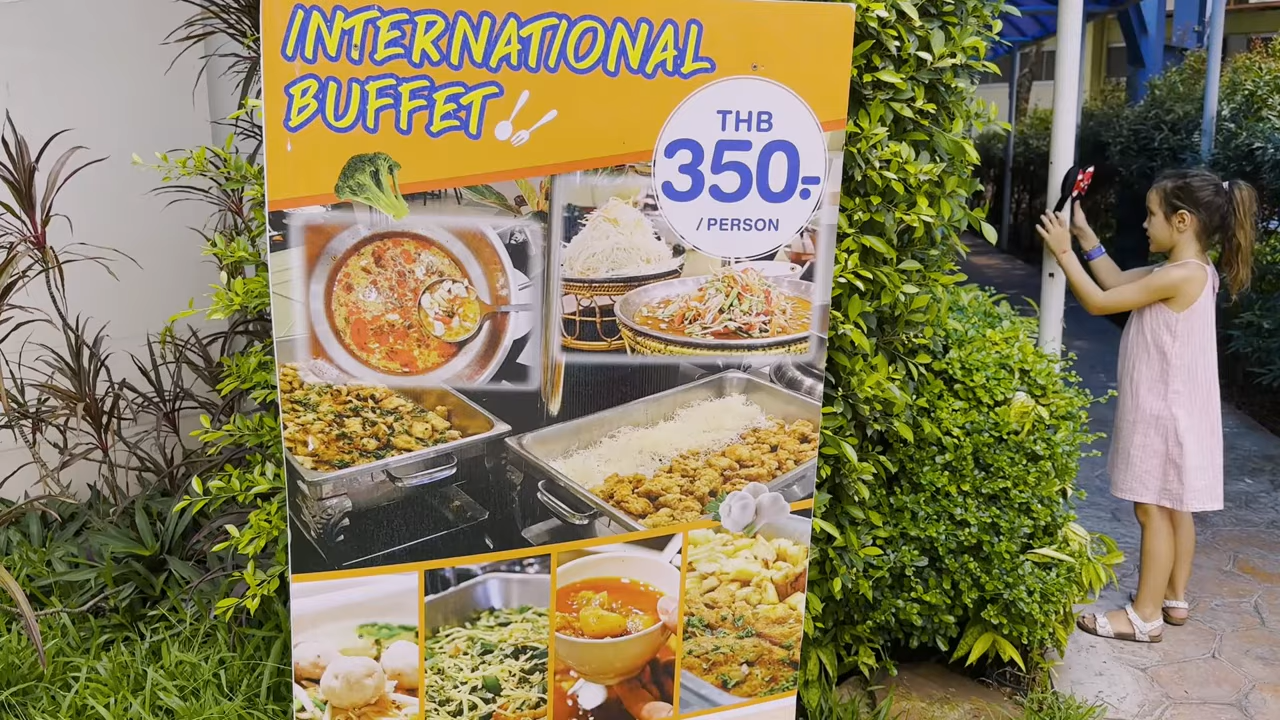 INTERNATIONAL
BUFFET
THB
350.-
/PERSON